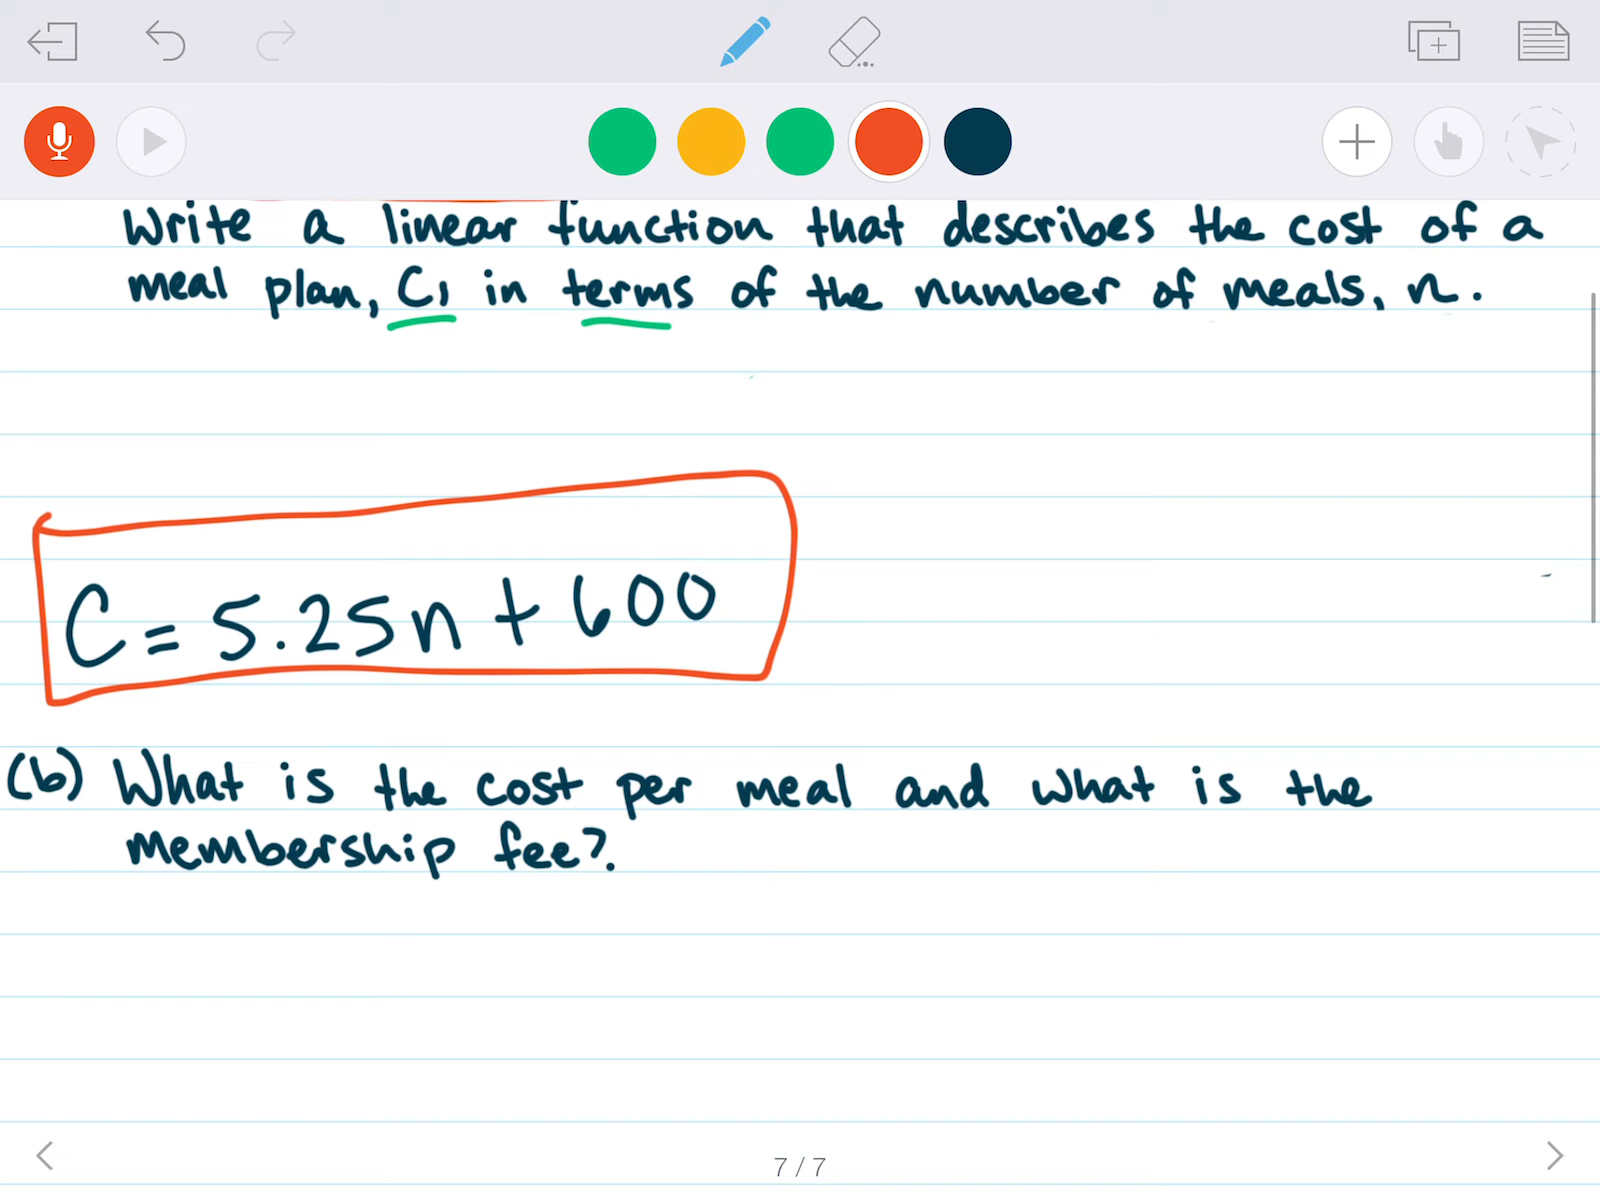 Write a linear function that describes the cost of a
meal plan, C, in terms of the number of meals, n.
C = 5.25n + 600
(b) What is the cost per meal and what is the
membership fee?
7 / 7